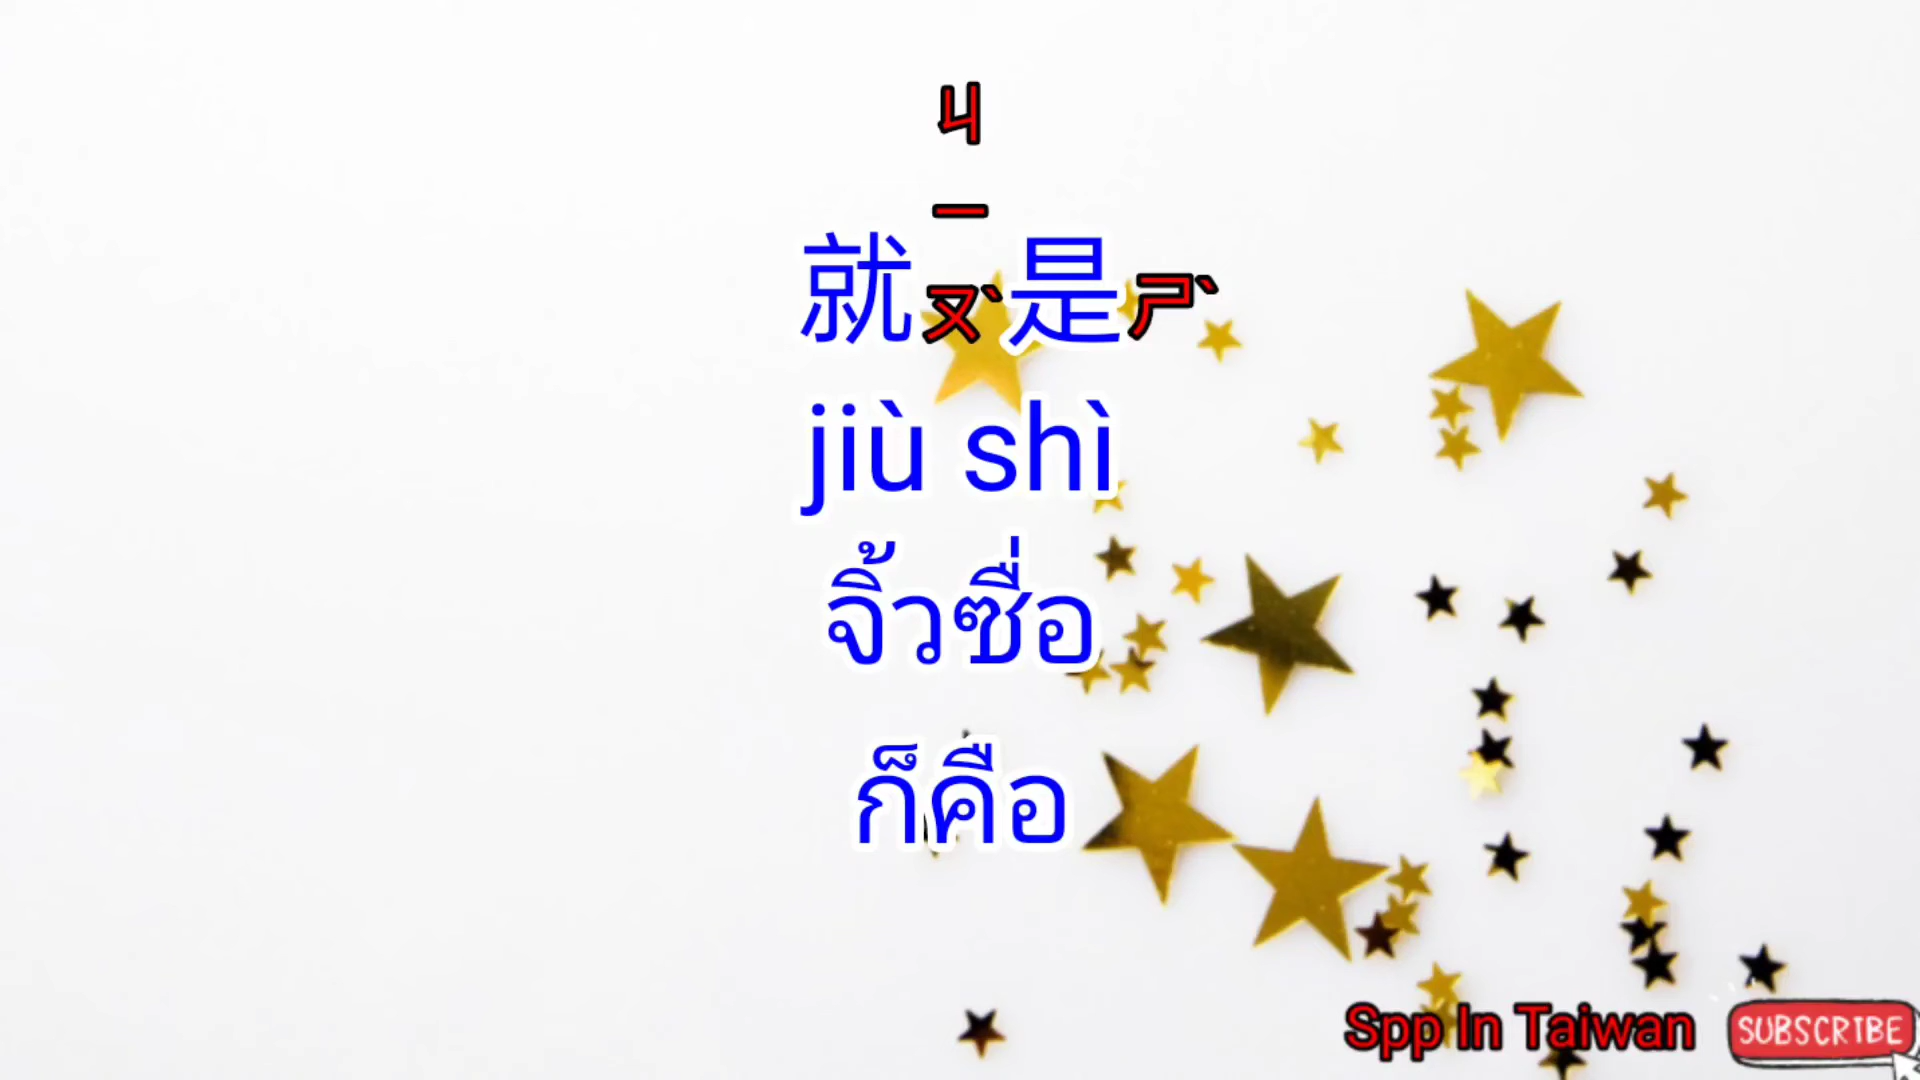 ㄐ
ㄧ
就ㄡˋ是ㄕˋ
jiù shì
จิ้วซื่อ
ก็คือ
Spp In Taiwan
SUBSCRIBE